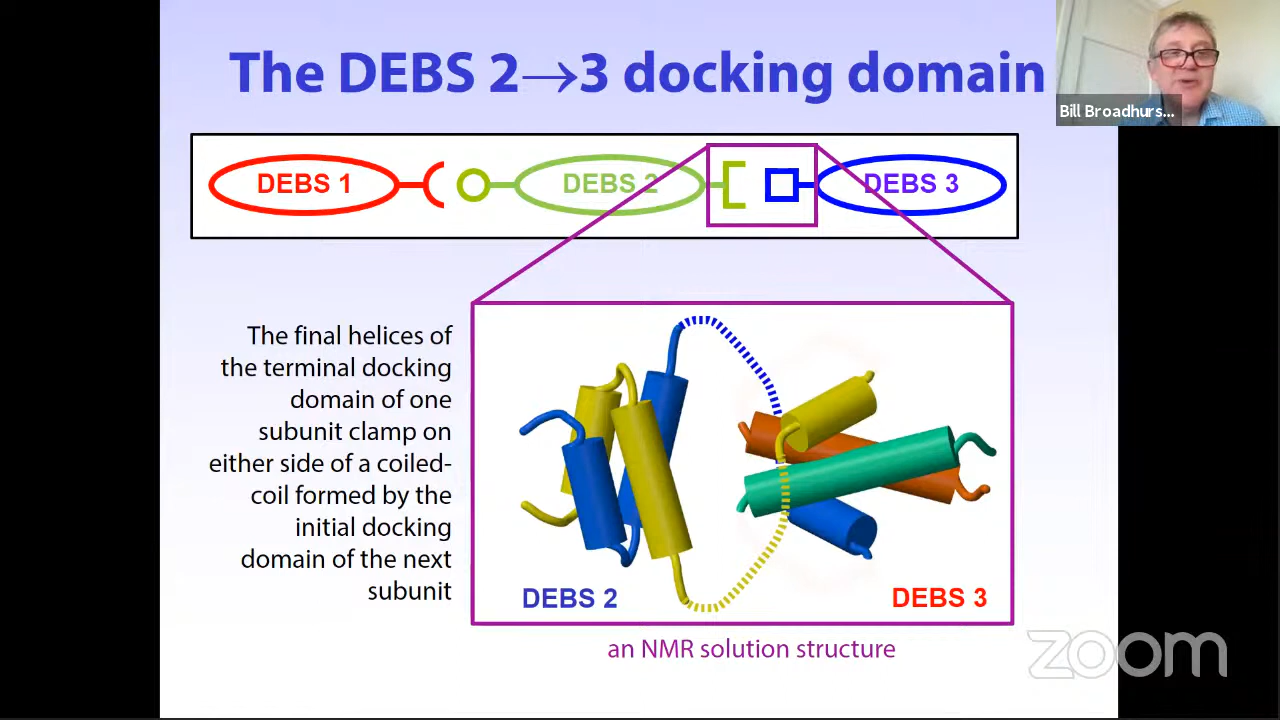 The DEBS 2→3 docking domain
Bill Broadhurs...
DEBS 1
DEBS 2
DEBS 3
The final helices of
the terminal docking
domain of one
subunit clamp on
either side of a coiled-
coil formed by the
initial docking
domain of the next
subunit
DEBS 2
DEBS 3
an NMR solution structure
zoom